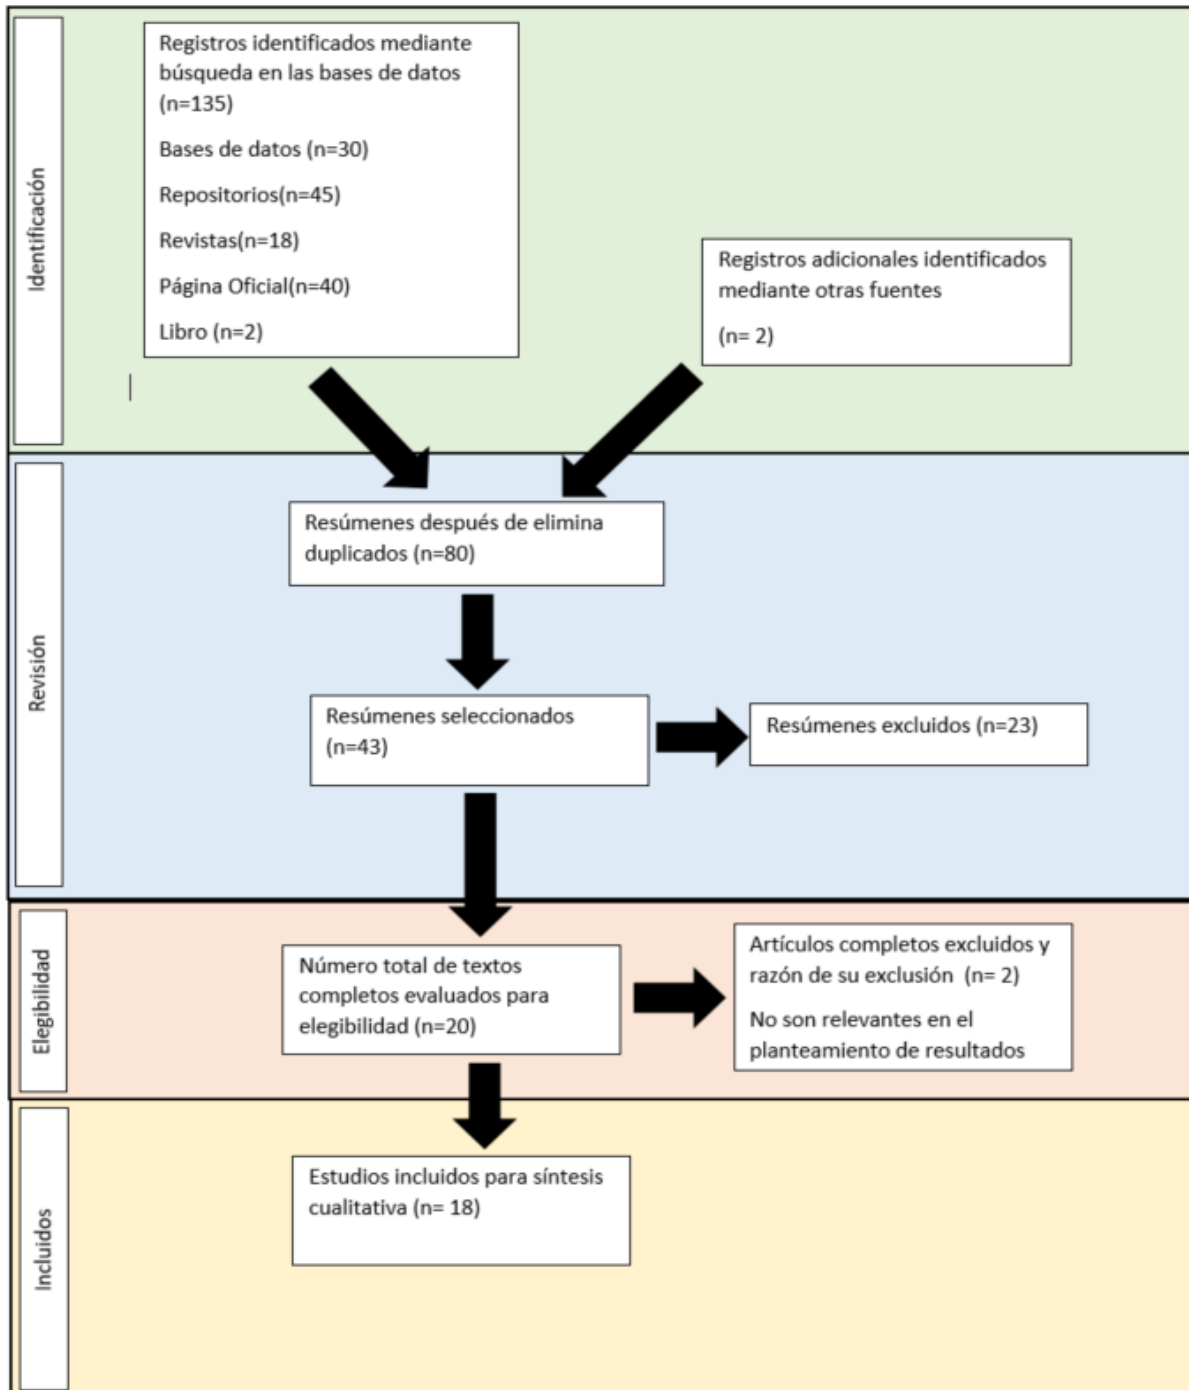 Identificación
Registros identificados mediante
búsqueda en las bases de datos
(n=135)
Bases de datos (n=30)
Repositorios(n=45)
Revistas(n=18)
Página Oficial(n=40)
Libro (n=2)
Registros adicionales identificados
mediante otras fuentes
(n= 2)
Revisión
Resúmenes después de elimina
duplicados (n=80)
Resúmenes seleccionados
(n=43)
Resúmenes excluidos (n=23)
Elegibilidad
Número total de textos
completos evaluados para
elegibilidad (n=20)
Artículos completos excluidos y
razón de su exclusión  (n= 2)
No son relevantes en el
planteamiento de resultados
Incluidos
Estudios incluidos para síntesis
cualitativa (n= 18)